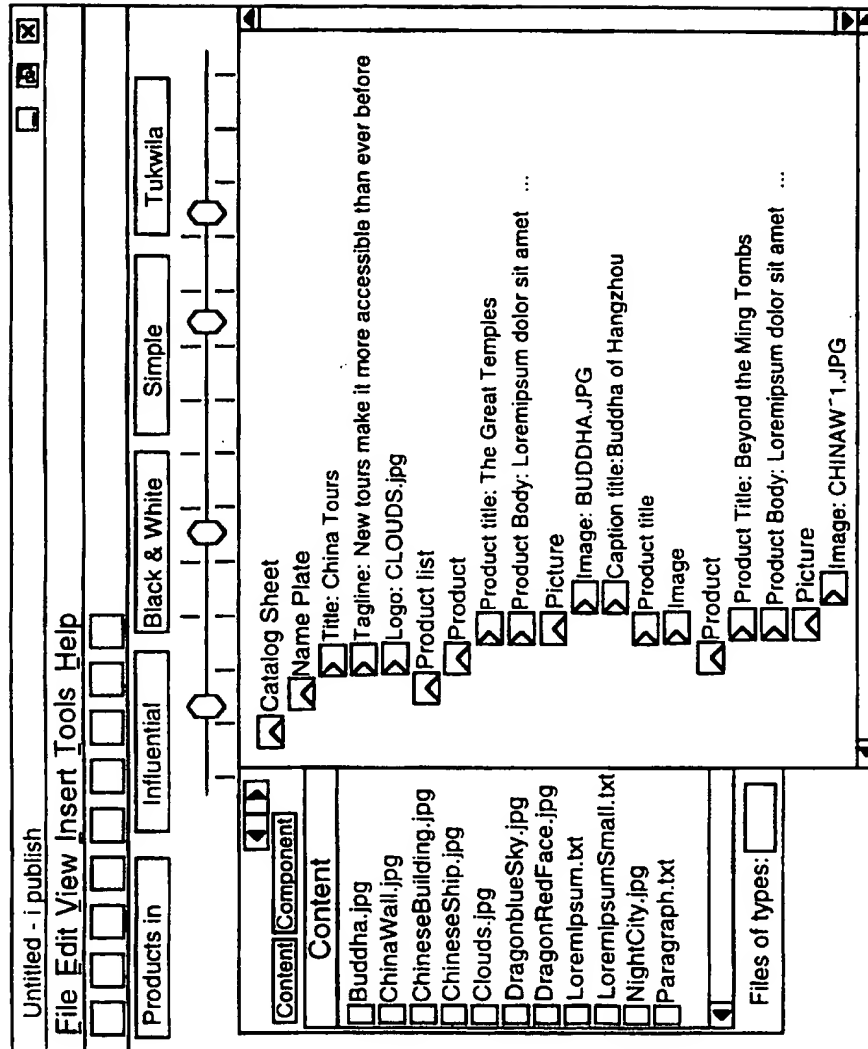 Untitled - i publish
File Edit View Insert Tools Help
Products in
Influential
Black & White
Simple
Tukwila
Content
Component
Content
Buddha.jpg
ChinaWall.jpg
ChineseBuilding.jpg
ChineseShip.jpg
Clouds.jpg
DragonblueSky.jpg
DragonRedFace.jpg
LoremIpsum.txt
LoremIpsumSmall.txt
NightCity.jpg
Paragraph.txt
Files of types:
Catalog Sheet
Name Plate
Title: China Tours
Tagline: New tours make it more accessible than ever before
Logo: CLOUDS.jpg
Product list
Product
Product title: The Great Temples
Product Body: Loremipsum dolor sit amet ...
Picture
Image: BUDDHA.JPG
Caption title:Buddha of Hangzhou
Product title
Image
Product
Product Title: Beyond the Ming Tombs
Product Body: Loremipsum dolor sit amet ...
Picture
Image: CHINAW~1.JPG